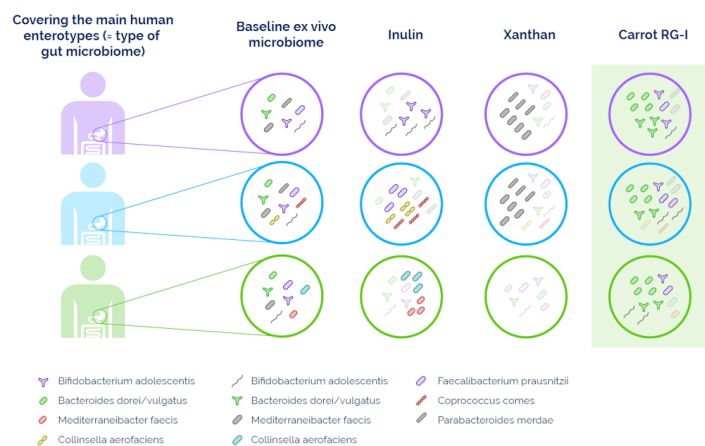 Covering the main human
enterotypes (= type of
gut microbiome)
Baseline ex vivo
microbiome
Inulin
Xanthan
Carrot RG-I
Bifidobacterium adolescentis
Bifidobacterium adolescentis
Faecalibacterium prausnitzii
Bacteroides dorei/vulgatus
Bacteroides dorei/vulgatus
Coprococcus comes
Mediterraneibacter faecis
Mediterraneibacter faecis
Parabacteroides merdae
Collinsella aerofaciens
Collinsella aerofaciens